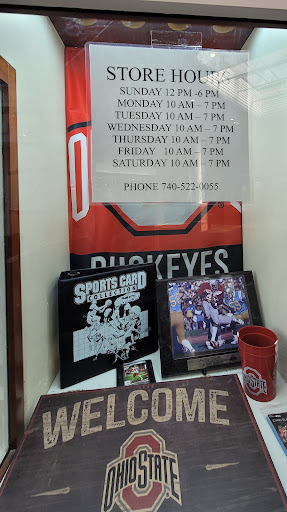 STORE HOURS
SUNDAY 12 PM -6 PM
MONDAY 10 AM – 7 PM
TUESDAY 10 AM – 7 PM
WEDNESDAY 10 AM – 7 PM
THURSDAY 10 AM – 7 PM
FRIDAY 10 AM – 7 PM
SATURDAY 10 AM – 7 PM
PHONE 740-522-0055
BUCKEYES
SPORTS CARD
COLLECTION
OHIO STATE
WELCOME
OHIO STATE